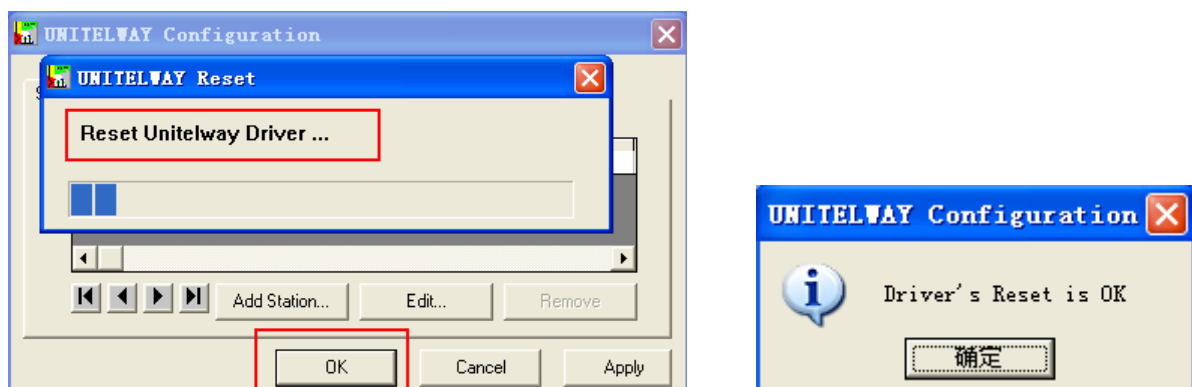 UNITELWAY Configuration
UNITELWAY Reset
Reset Unitelway Driver ...
Add Station...
Edit...
Remove
OK
Cancel
Apply
UNITELWAY Configuration
Driver's Reset is OK
确定